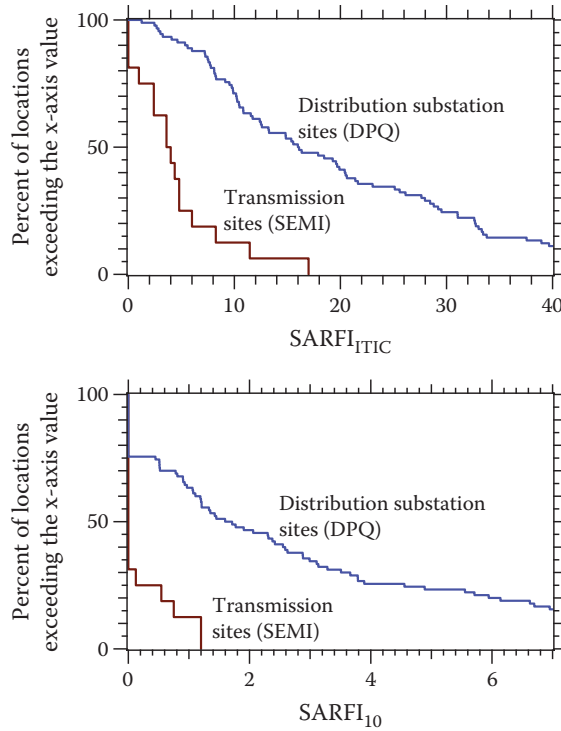 Percent of locations
exceeding the x-axis value
100
50
0
Distribution substation
sites (DPQ)
Transmission
sites (SEMI)
0 10 20 30 40
SARFI_ITIC
Percent of locations
exceeding the x-axis value
100
50
0
Distribution substation
sites (DPQ)
Transmission
sites (SEMI)
0 2 4 6
SARFI_10